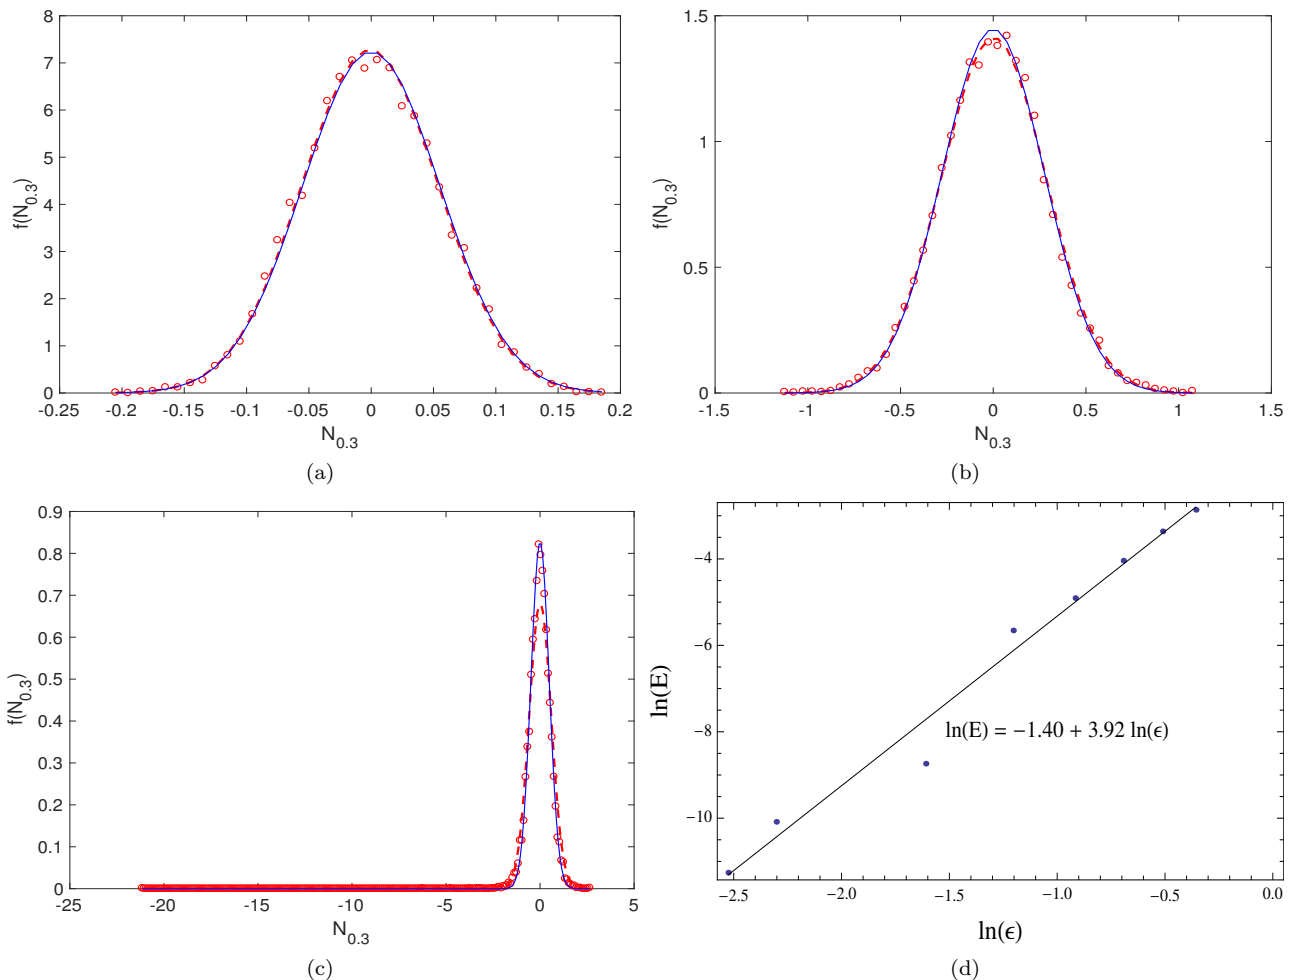 8
7
6
5
4
3
2
1
0
f(N0.3)
-0.25 -0.2 -0.15 -0.1 -0.05 0 0.05 0.1 0.15 0.2
N0.3
(a)
1.5
1
0.5
0
f(N0.3)
-1.5 -1 -0.5 0 0.5 1 1.5
N0.3
(b)
0.9
0.8
0.7
0.6
0.5
0.4
0.3
0.2
0.1
0
f(N0.3)
-25 -20 -15 -10 -5 0 5
N0.3
(c)
−4
−6
−8
−10
ln(E)
ln(E) = −1.40 + 3.92 ln(ϵ)
−2.5 −2.0 −1.5 −1.0 −0.5 0.0
ln(ϵ)
(d)